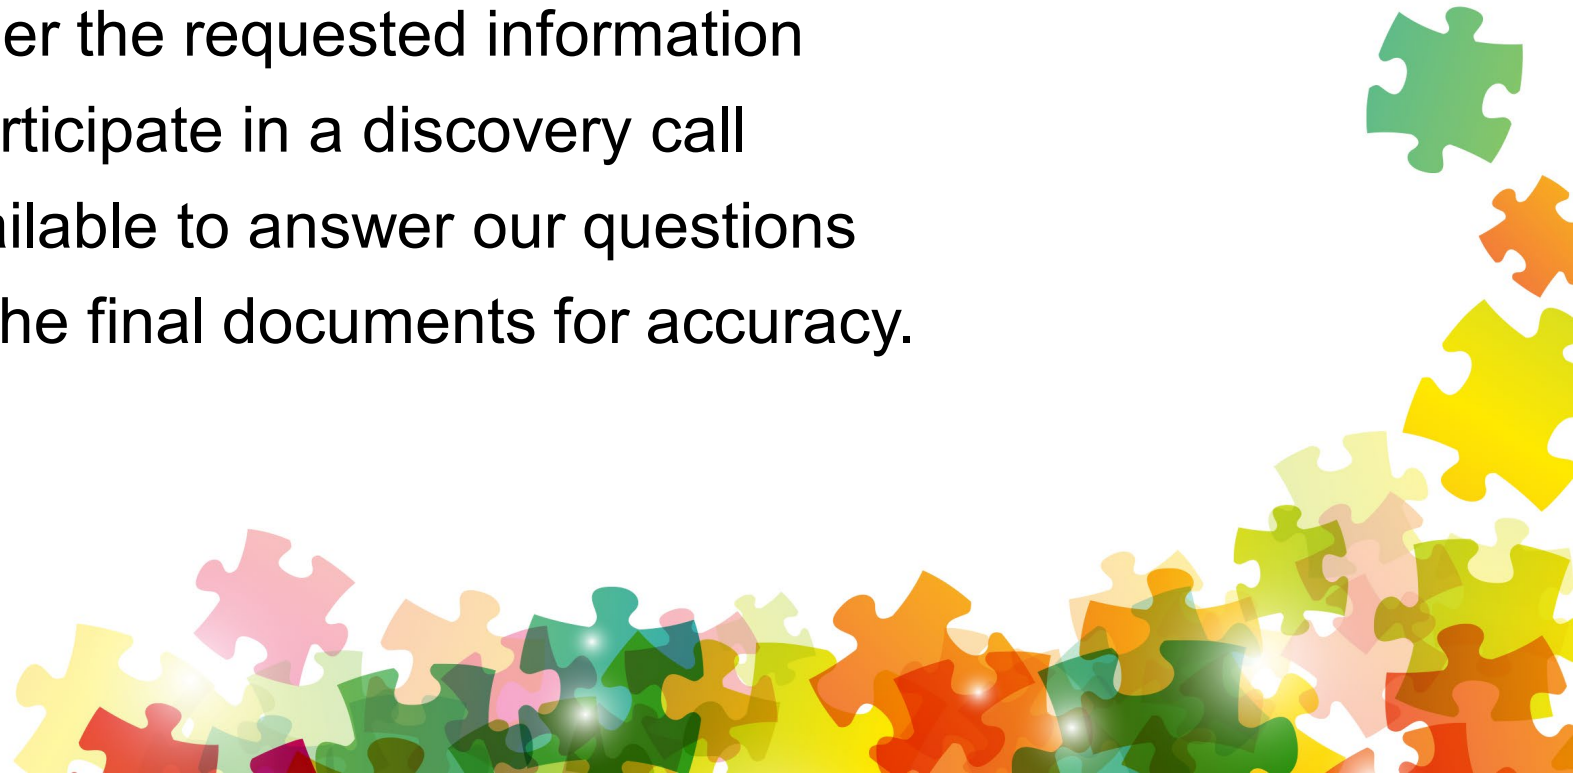 er the requested information
rticipate in a discovery call
ilable to answer our questions
he final documents for accuracy.